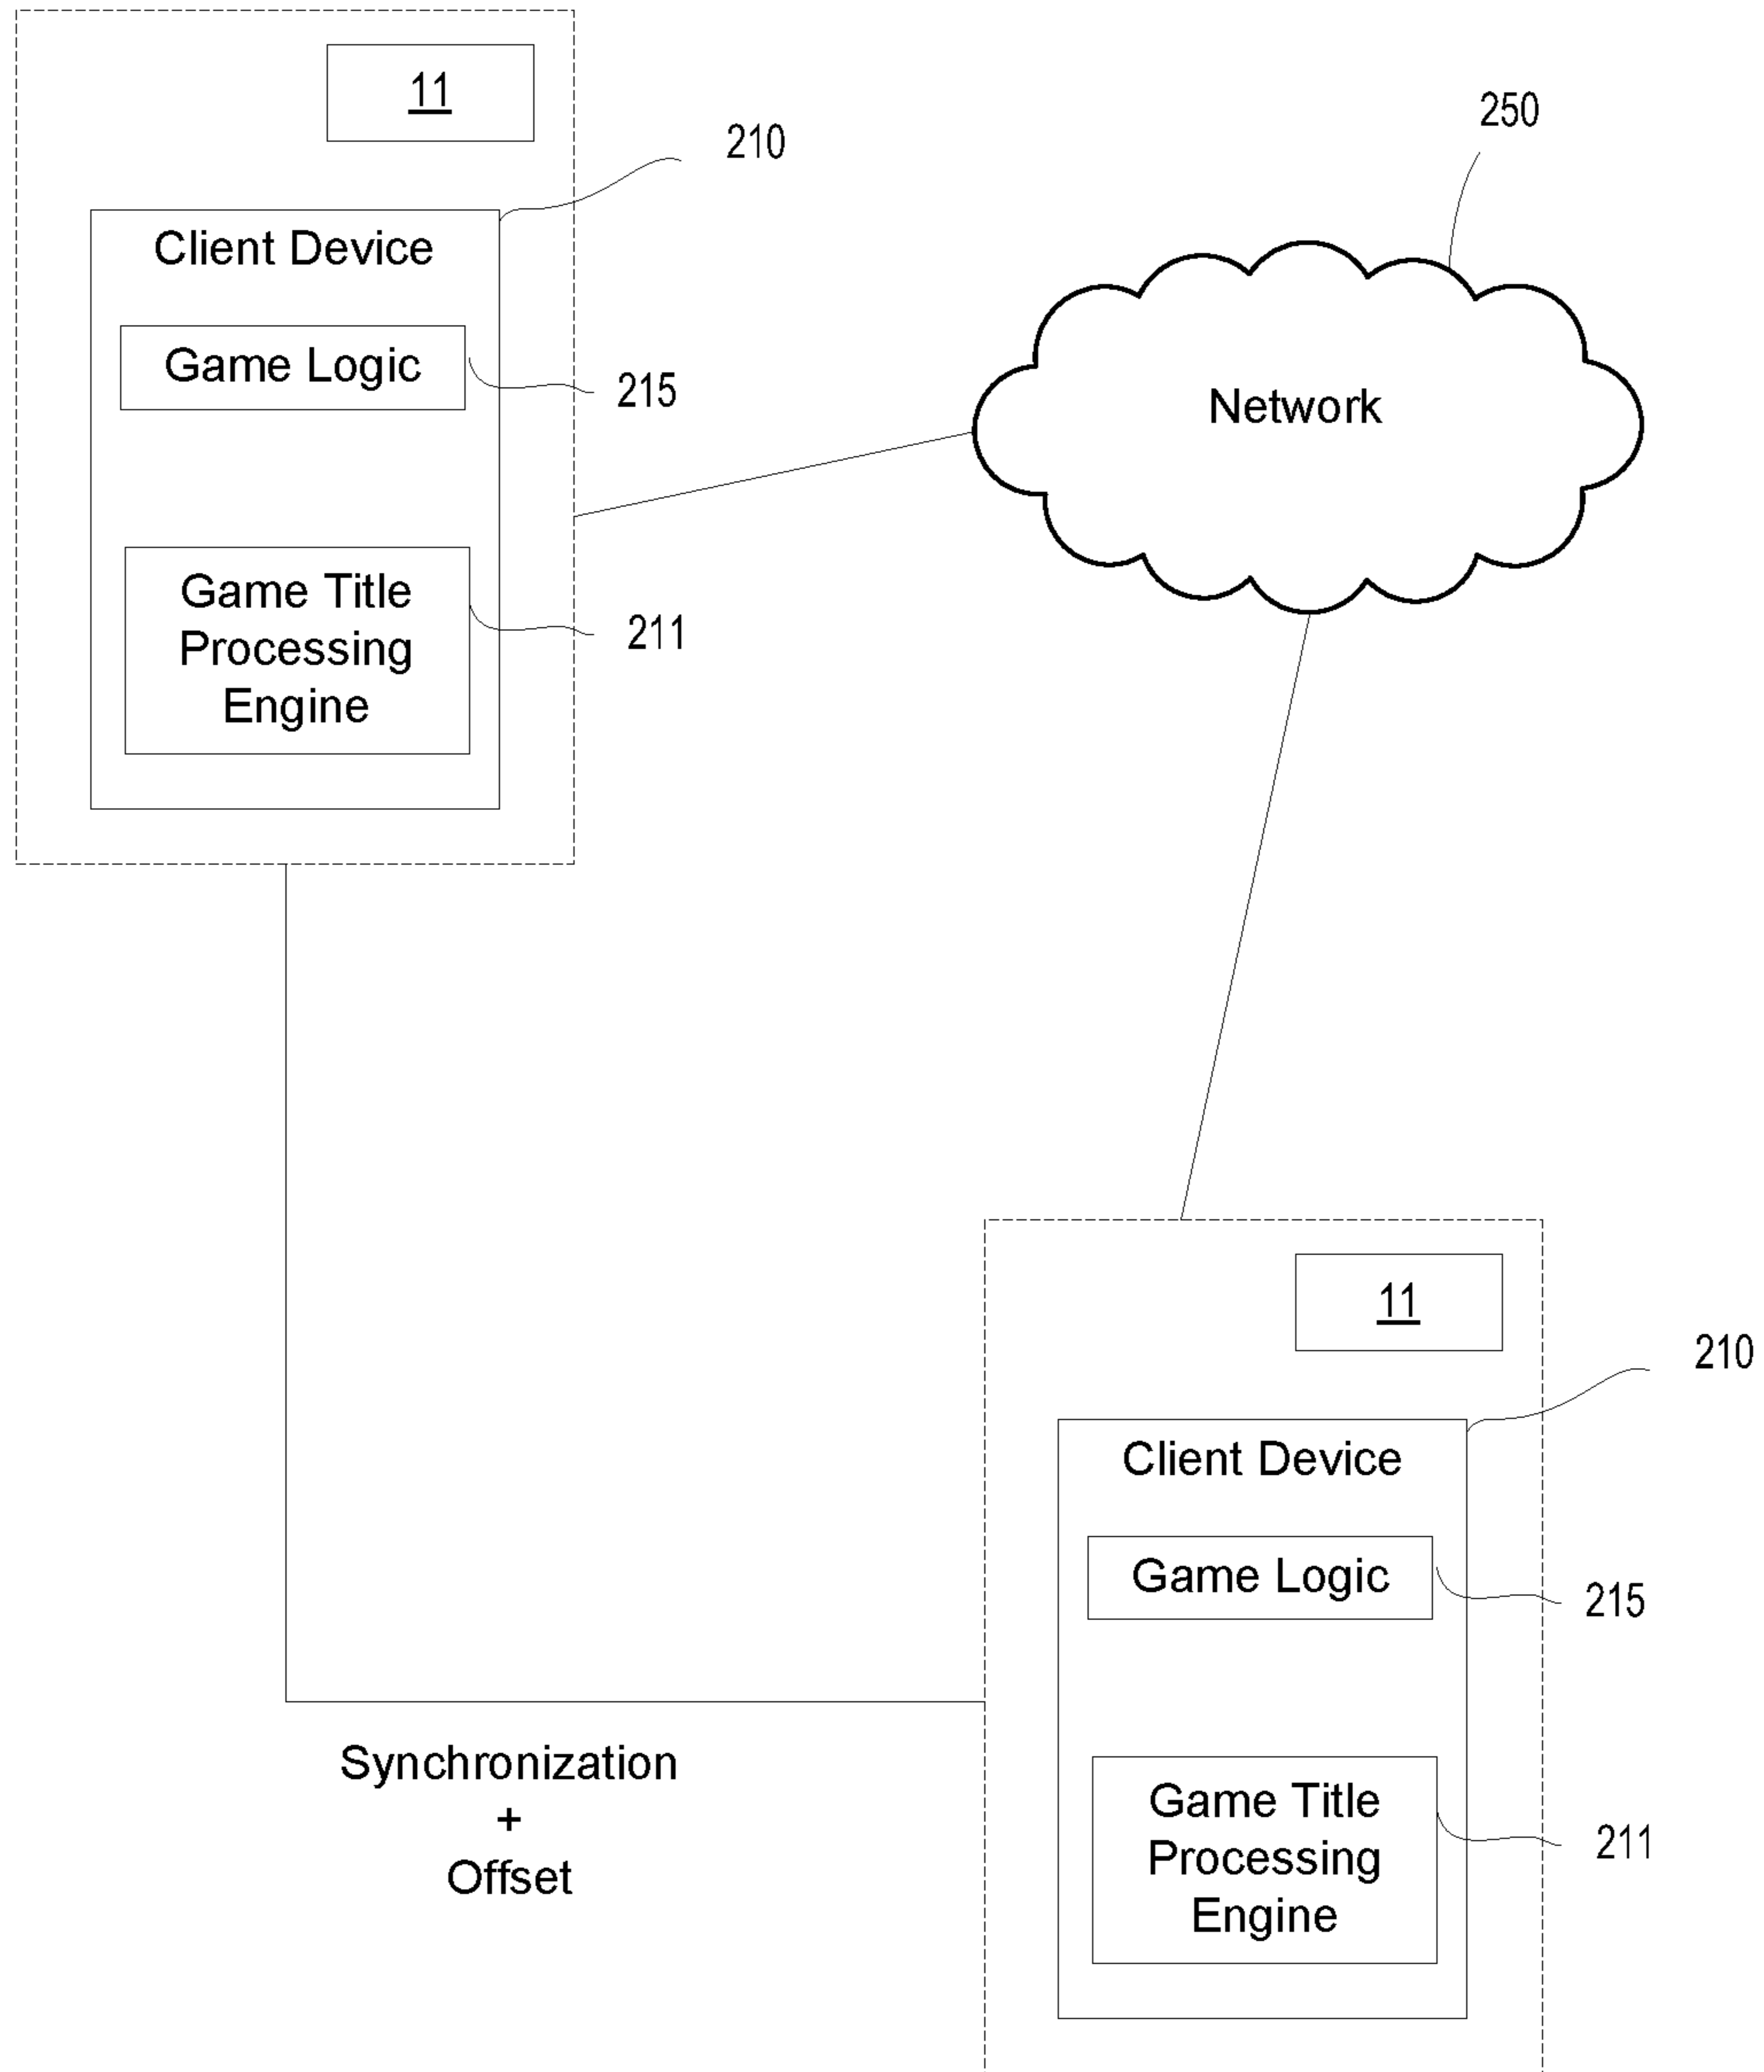 11
210
250
Client Device
Game Logic
215
Network
Game Title
Processing
Engine
211
11
210
Client Device
Game Logic
215
Synchronization
+
Offset
Game Title
Processing
Engine
211